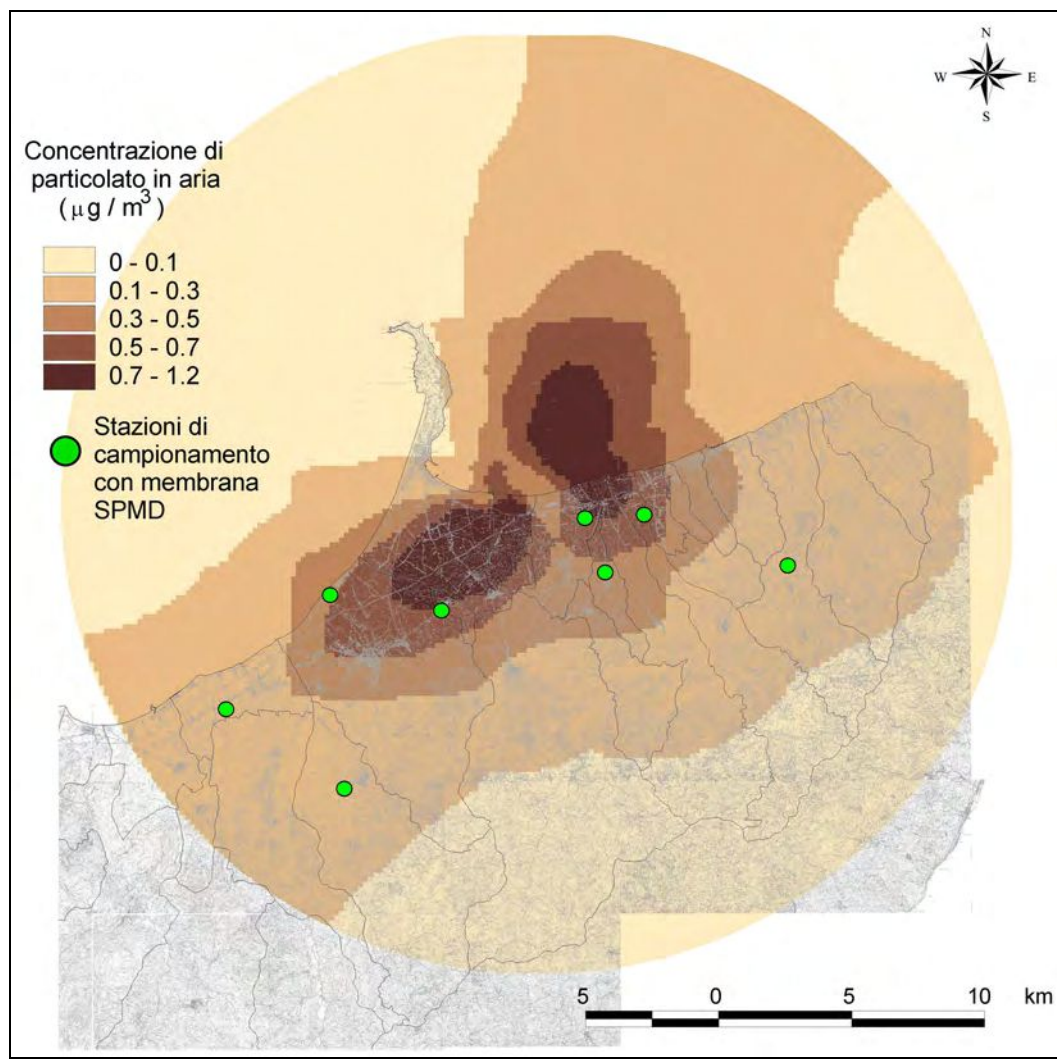 N
W E
S
Concentrazione di
particolato in aria
( μg / m³ )
0 - 0.1
0.1 - 0.3
0.3 - 0.5
0.5 - 0.7
0.7 - 1.2
Stazioni di
campionamento
con membrana
SPMD
5 0 5 10 km